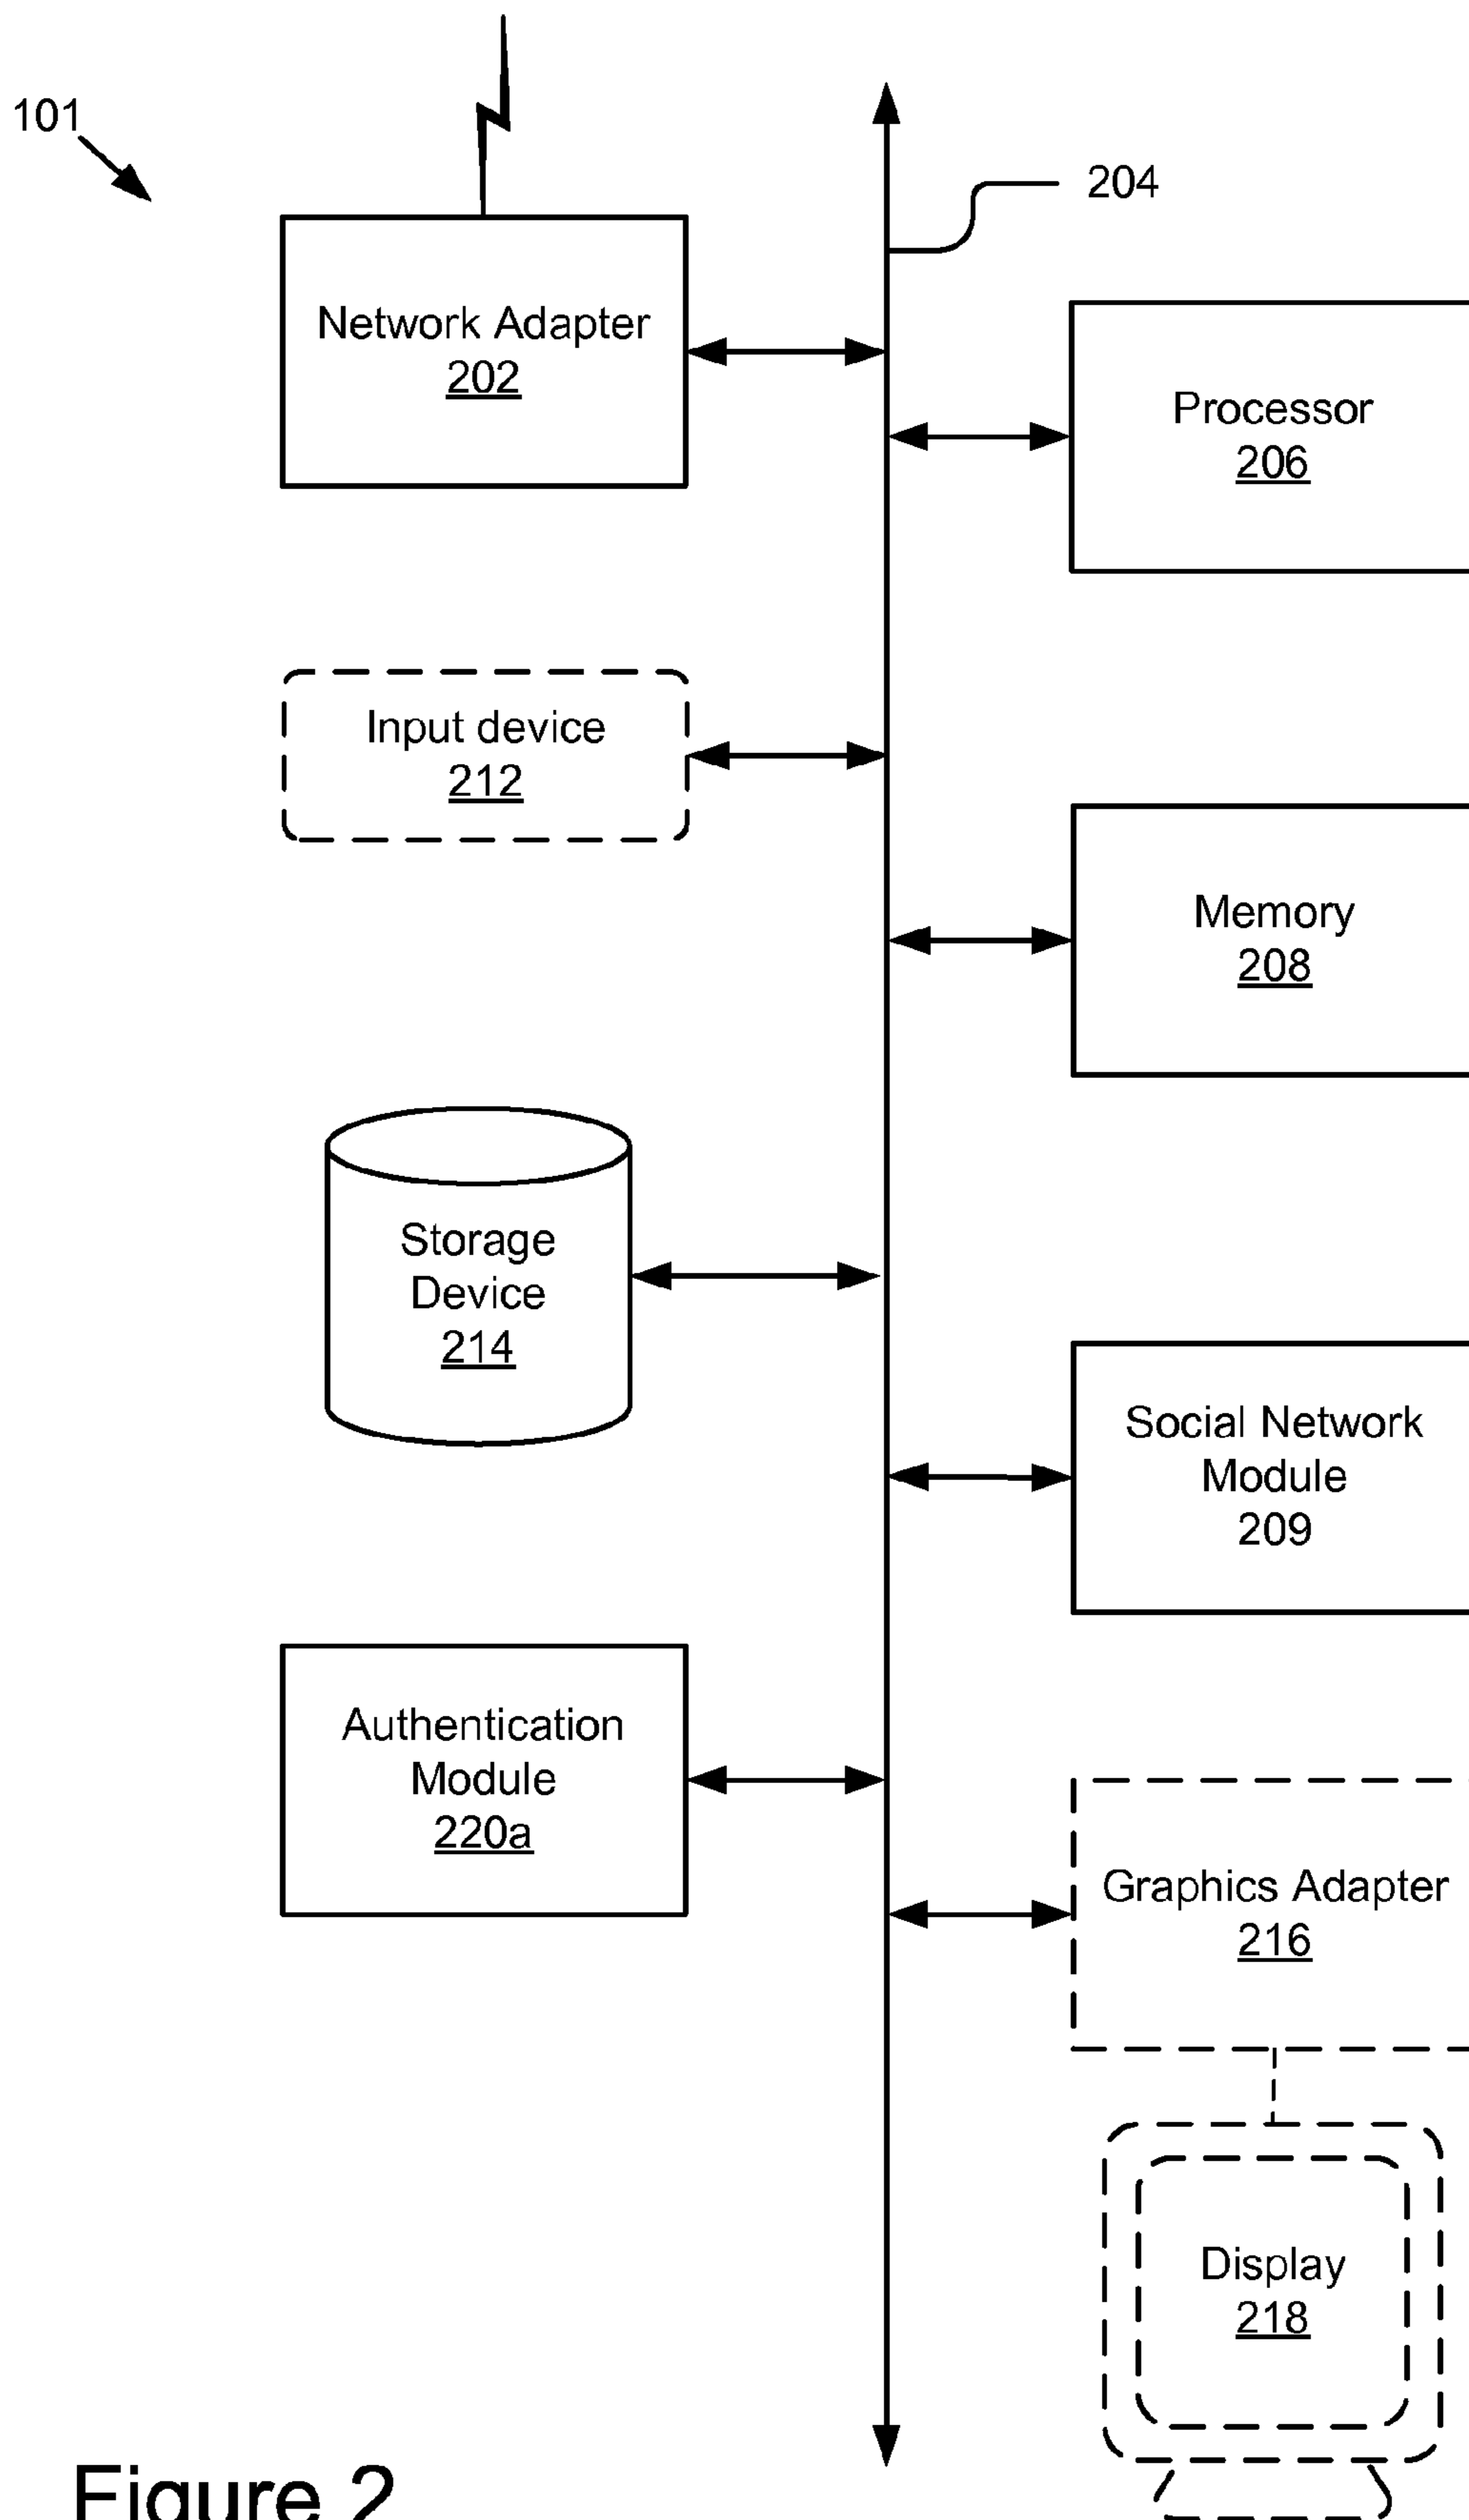 101
204
Network Adapter
202
Processor
206
Input device
212
Memory
208
Storage
Device
214
Social Network
Module
209
Authentication
Module
220a
Graphics Adapter
216
Display
218
Figure 2